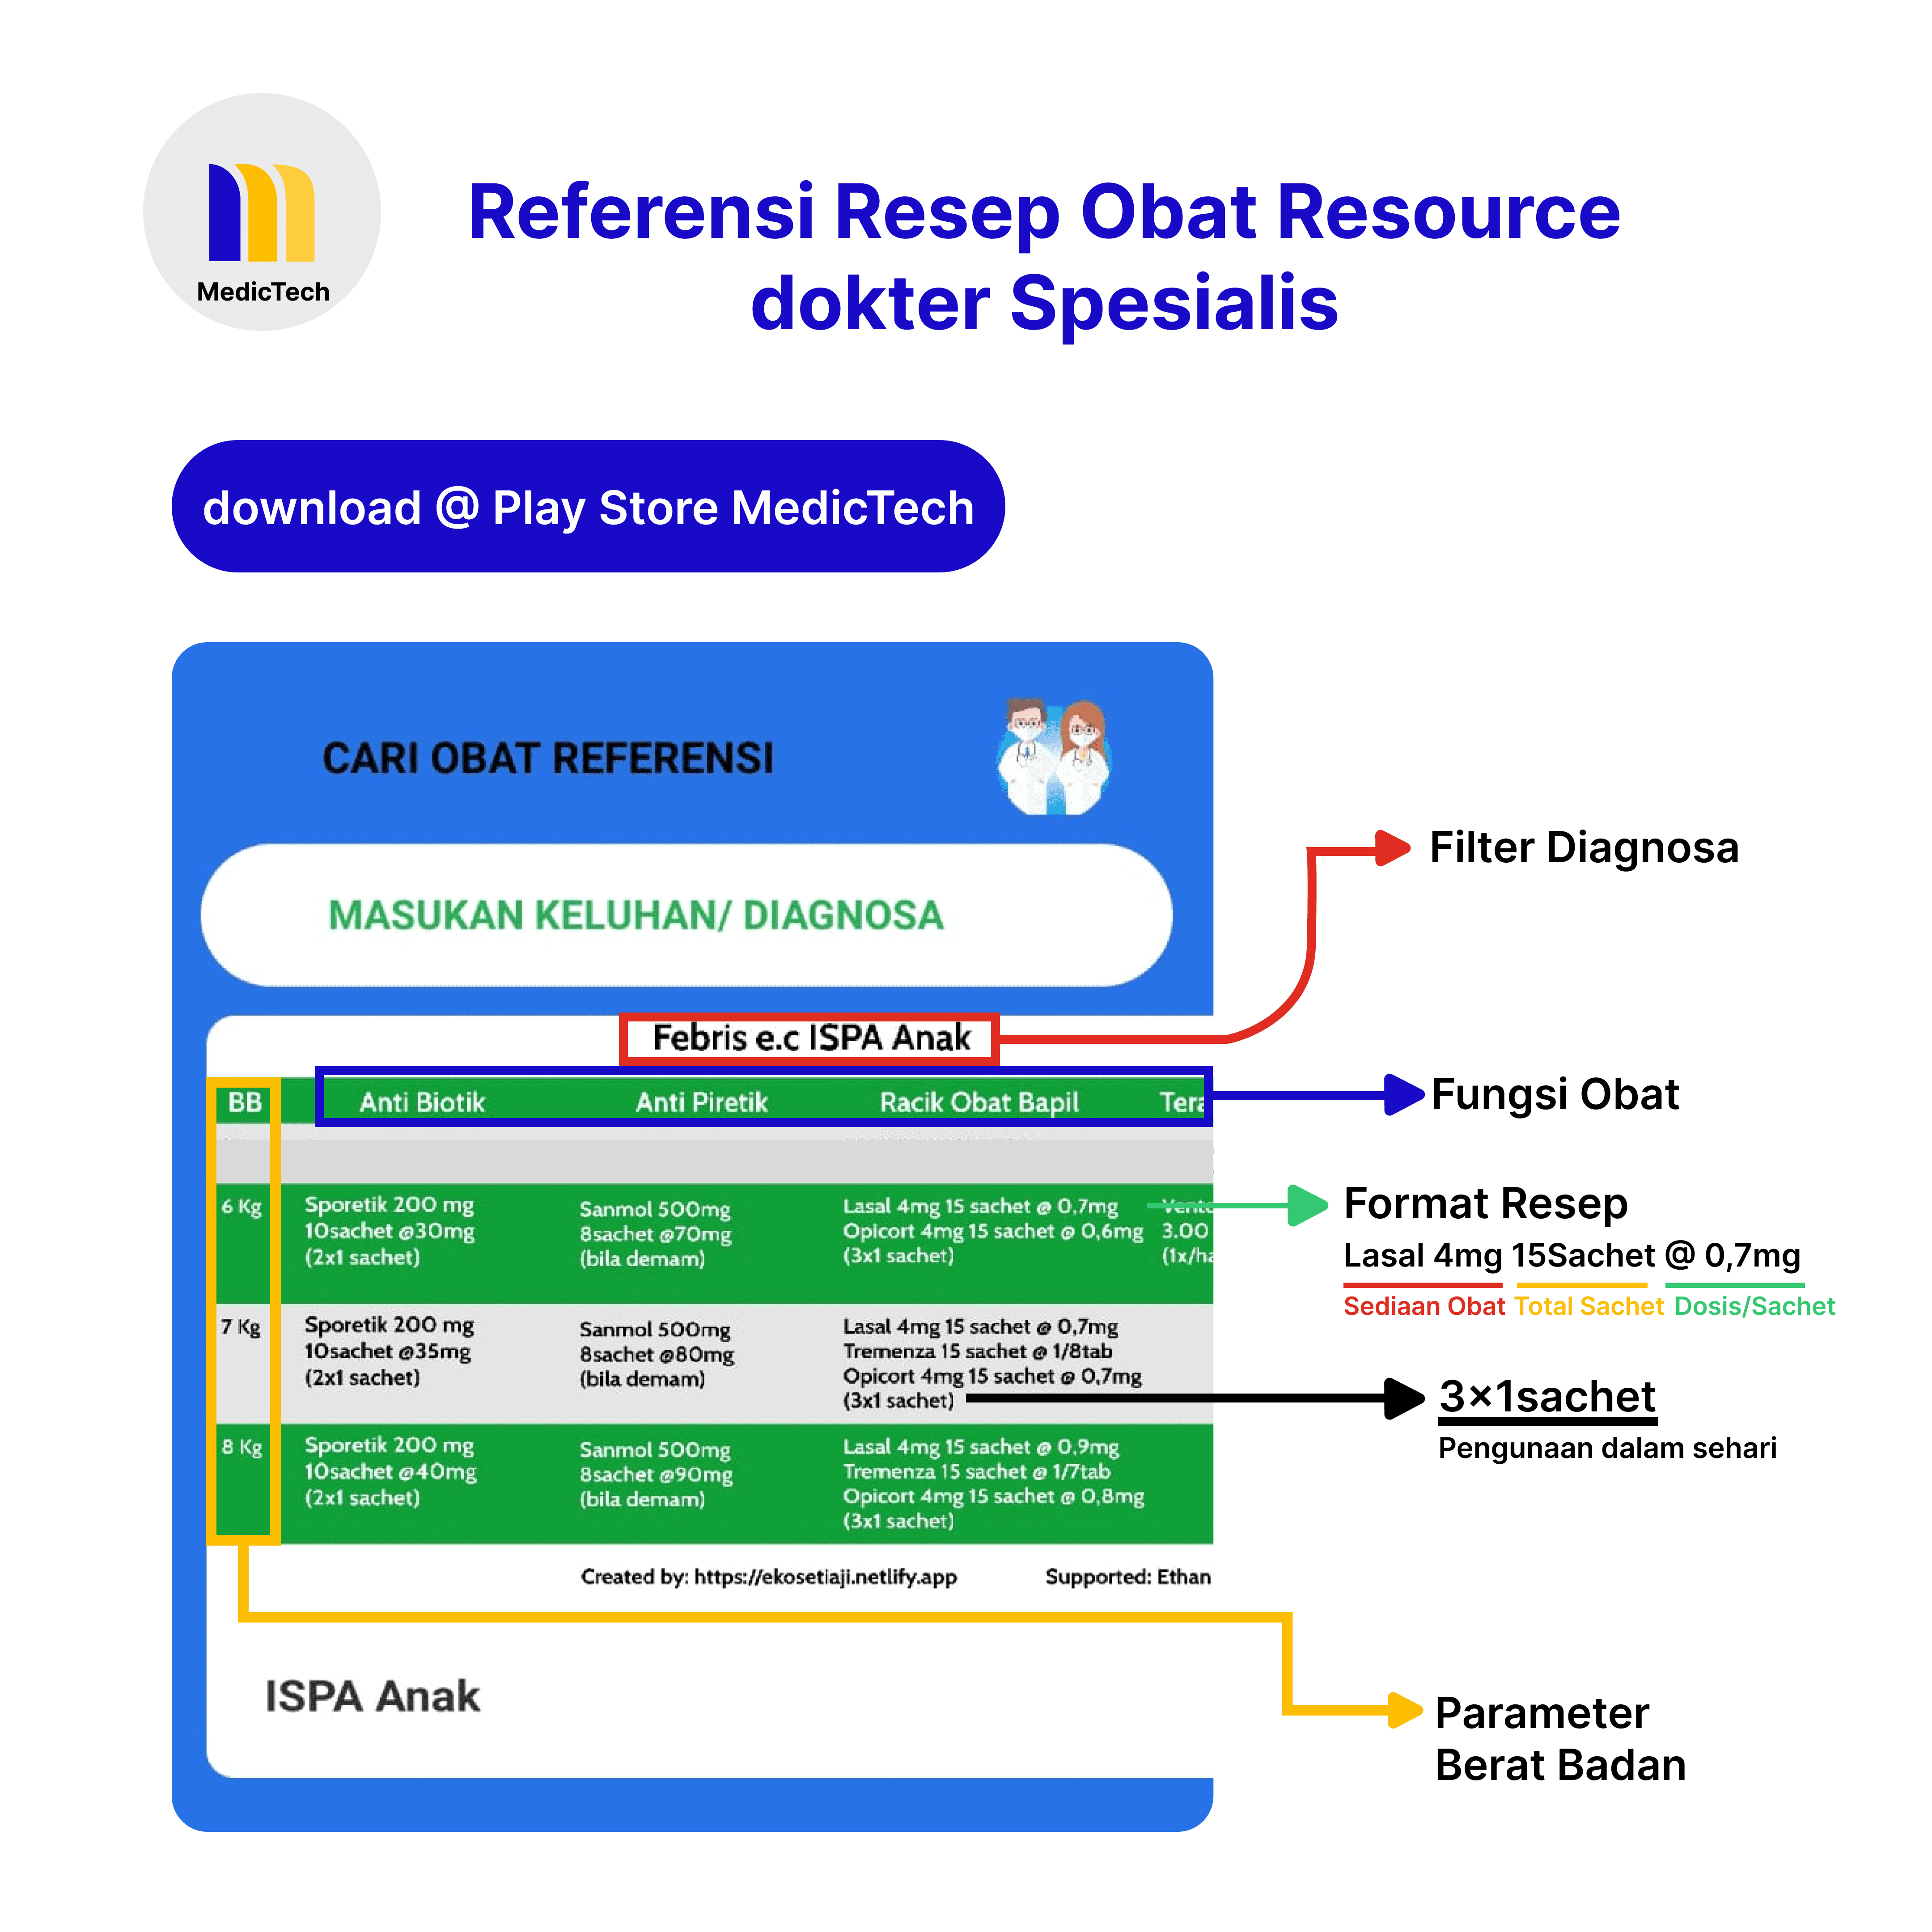 MedicTech
Referensi Resep Obat Resource
dokter Spesialis
download @ Play Store MedicTech
CARI OBAT REFERENSI
MASUKAN KELUHAN/ DIAGNOSA
Filter Diagnosa
Febris e.c ISPA Anak
BB Anti Biotik Anti Piretik Racik Obat Bapil Tera
Fungsi Obat
6 Kg
Sporetik 200 mg
10sachet @30mg
(2x1 sachet)
Sanmol 500mg
8sachet @70mg
(bila demam)
Lasal 4mg 15 sachet @ 0,7mg
Opicort 4mg 15 sachet @ 0,6mg
(3x1 sachet)
3.00
(1x/ha
Format Resep
Lasal 4mg 15Sachet @ 0,7mg
Sediaan Obat Total Sachet Dosis/Sachet
7 Kg
Sporetik 200 mg
10sachet @35mg
(2x1 sachet)
Sanmol 500mg
8sachet @80mg
(bila demam)
Lasal 4mg 15 sachet @ 0,7mg
Tremenza 15 sachet @ 1/8tab
Opicort 4mg 15 sachet @ 0,7mg
(3x1 sachet)
3x1sachet
Pengunaan dalam sehari
8 Kg
Sporetik 200 mg
10sachet @40mg
(2x1 sachet)
Sanmol 500mg
8sachet @90mg
(bila demam)
Lasal 4mg 15 sachet @ 0,9mg
Tremenza 15 sachet @ 1/7tab
Opicort 4mg 15 sachet @ 0,8mg
(3x1 sachet)
Created by: https://ekosetiaji.netlify.app Supported: Ethan
ISPA Anak
Parameter
Berat Badan